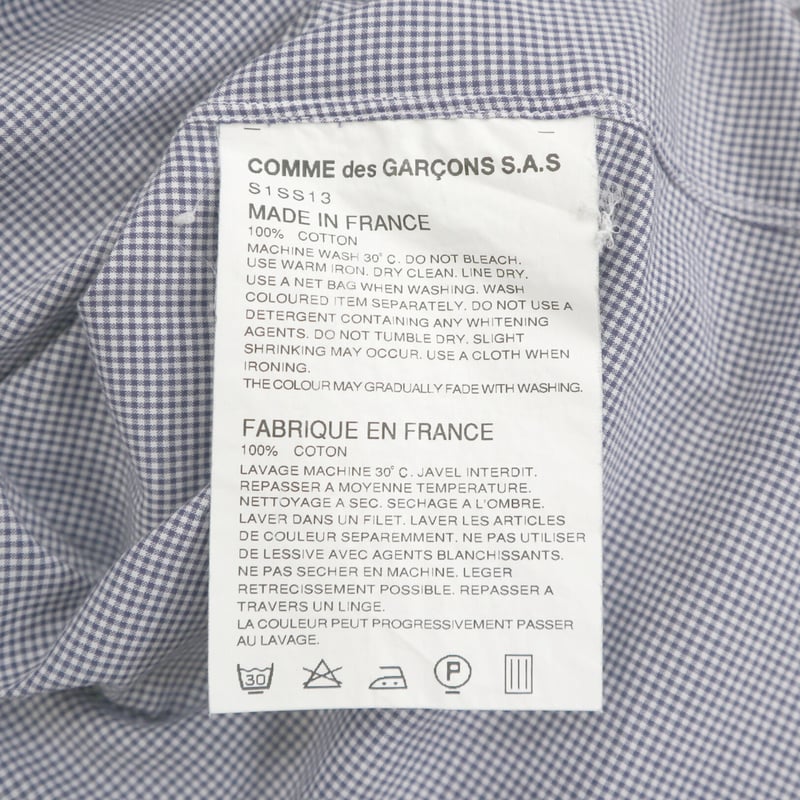 COMME des GARÇONS S.A.S
S1SS13
MADE IN FRANCE
100% COTTON
MACHINE WASH 30° C. DO NOT BLEACH.
USE WARM IRON. DRY CLEAN. LINE DRY.
USE A NET BAG WHEN WASHING. WASH
COLOURED ITEM SEPARATELY. DO NOT USE A
DETERGENT CONTAINING ANY WHITENING
AGENTS. DO NOT TUMBLE DRY. SLIGHT
SHRINKING MAY OCCUR. USE A CLOTH WHEN
IRONING.
THE COLOUR MAY GRADUALLY FADE WITH WASHING.
FABRIQUE EN FRANCE
100% COTON
LAVAGE MACHINE 30° C. JAVEL INTERDIT.
REPASSER A MOYENNE TEMPERATURE.
NETTOYAGE A SEC. SECHAGE A L'OMBRE.
LAVER DANS UN FILET. LAVER LES ARTICLES
DE COULEUR SEPAREMMENT. NE PAS UTILISER
DE LESSIVE AVEC AGENTS BLANCHISSANTS.
NE PAS SECHER EN MACHINE. LEGER
RETRECISSEMENT POSSIBLE. REPASSER A
TRAVERS UN LINGE.
LA COULEUR PEUT PROGRESSIVEMENT PASSER
AU LAVAGE.
30 P